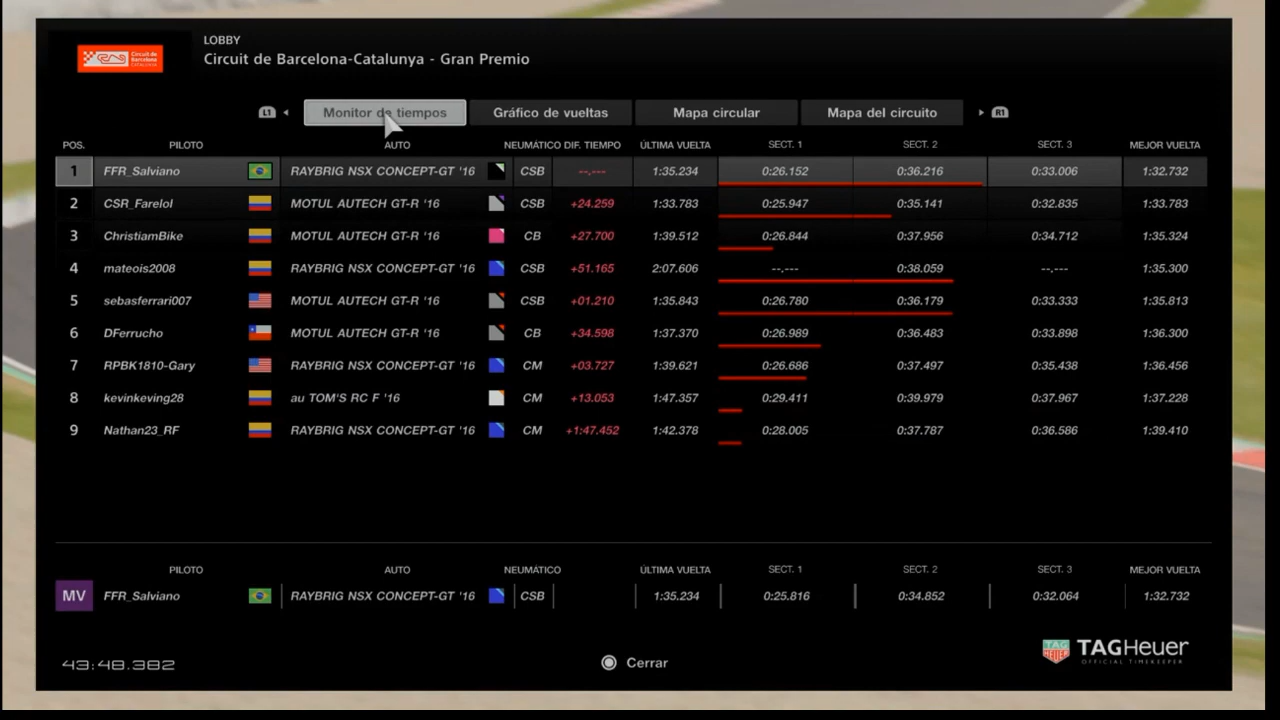 LOBBY
Circuit de Barcelona-Catalunya - Gran Premio
Circuit de Barcelona
L1 Monitor de tiempos Gráfico de vueltas Mapa circular Mapa del circuito R1
POS. PILOTO AUTO NEUMÁTICO DIF. TIEMPO ÚLTIMA VUELTA SECT. 1 SECT. 2 SECT. 3 MEJOR VUELTA
1 FFR_Salviano RAYBRIG NSX CONCEPT-GT '16 CSB --,--- 1:35.234 0:26.152 0:36.216 0:33.006 1:32.732
2 CSR_Farelol MOTUL AUTECH GT-R '16 CSB +24.259 1:33.783 0:25.947 0:35.141 0:32.835 1:33.783
3 ChristiamBike MOTUL AUTECH GT-R '16 CB +27.700 1:39.512 0:26.844 0:37.956 0:34.712 1:35.324
4 mateois2008 RAYBRIG NSX CONCEPT-GT '16 CSB +51.165 2:07.606 --,--- 0:38.059 --,--- 1:35.300
5 sebasferrari007 MOTUL AUTECH GT-R '16 CSB +01.210 1:35.843 0:26.780 0:36.179 0:33.333 1:35.813
6 DFerrucho MOTUL AUTECH GT-R '16 CB +34.598 1:37.370 0:26.989 0:36.483 0:33.898 1:36.300
7 RPBK1810-Gary RAYBRIG NSX CONCEPT-GT '16 CM +03.727 1:39.621 0:26.686 0:37.497 0:35.438 1:36.456
8 kevinkeving28 au TOM'S RC F '16 CM +13.053 1:47.357 0:29.411 0:39.979 0:37.967 1:37.228
9 Nathan23_RF RAYBRIG NSX CONCEPT-GT '16 CM +1:47.452 1:42.378 0:28.005 0:37.787 0:36.586 1:39.410
PILOTO AUTO NEUMÁTICO ÚLTIMA VUELTA SECT. 1 SECT. 2 SECT. 3 MEJOR VUELTA
MV FFR_Salviano RAYBRIG NSX CONCEPT-GT '16 CSB 1:35.234 0:25.816 0:34.852 0:32.064 1:32.732
43:48.382
Cerrar
TAG HEUER TAGHeuer
OFFICIAL TIMEKEEPER